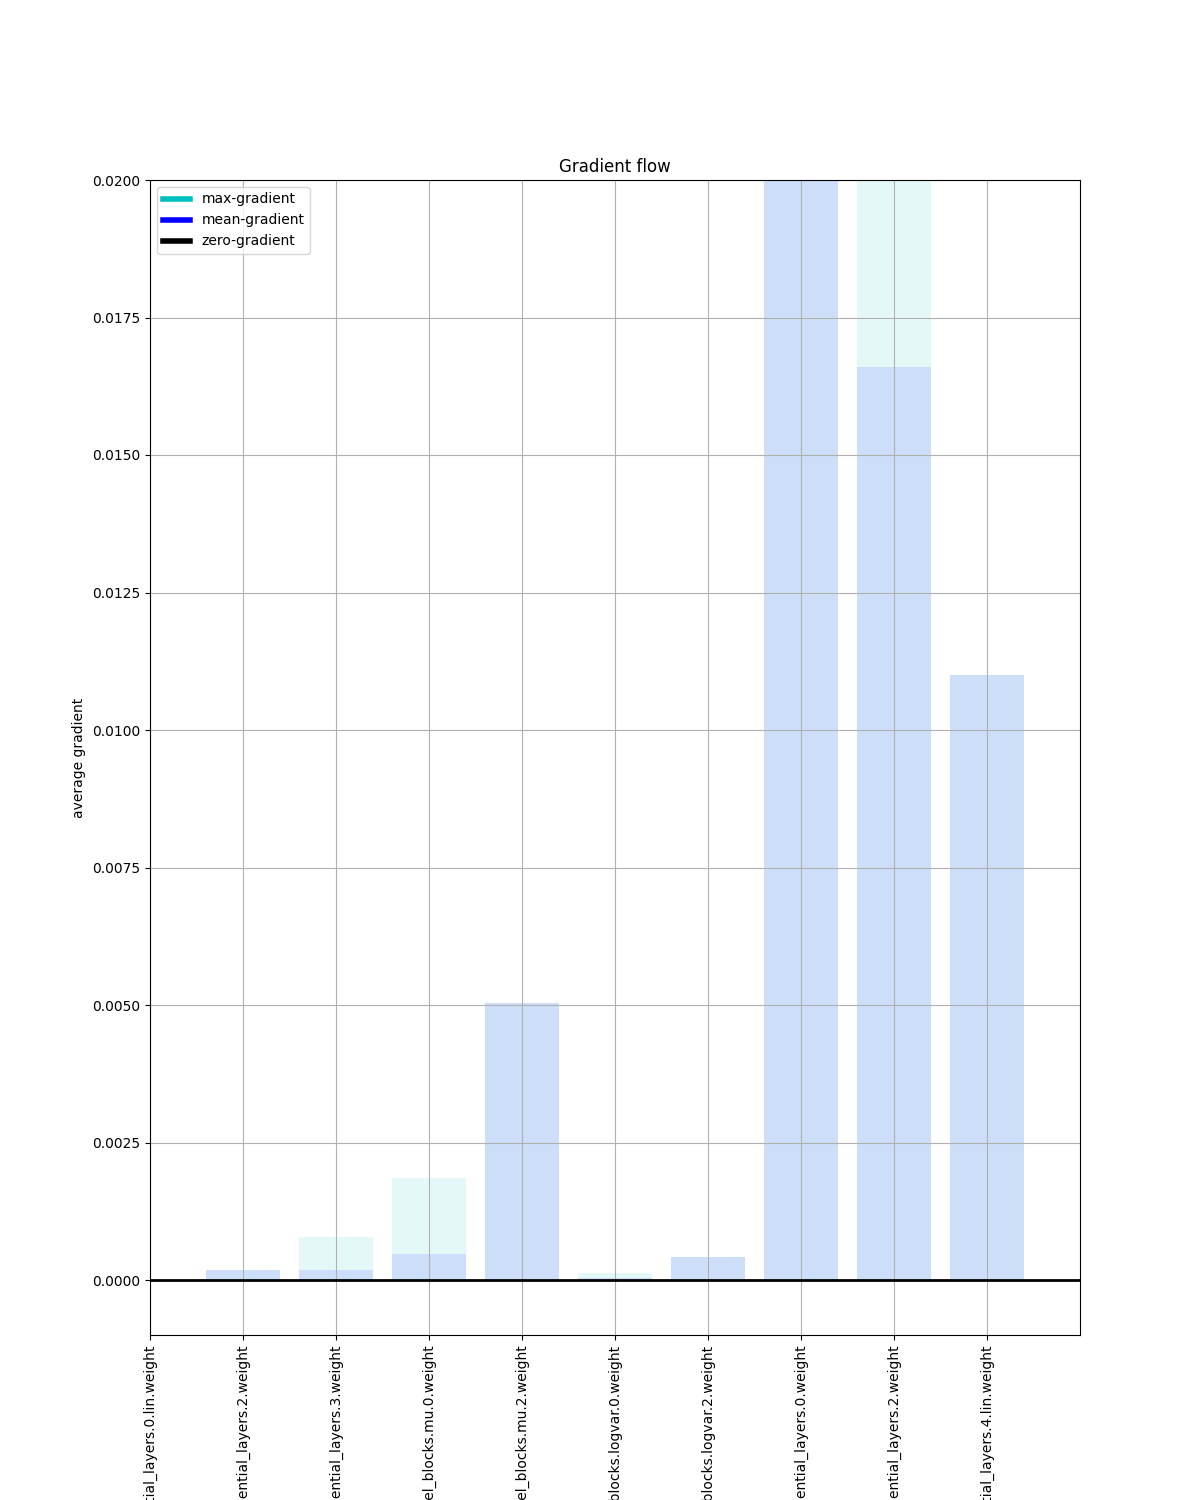 Gradient flow
max-gradient
mean-gradient
zero-gradient
0.0200
0.0175
0.0150
0.0125
0.0100
0.0075
0.0050
0.0025
0.0000
average gradient
tial_layers.0.lin.weight
ential_layers.2.weight
ential_layers.3.weight
el_blocks.mu.0.weight
el_blocks.mu.2.weight
blocks.logvar.0.weight
blocks.logvar.2.weight
ential_layers.0.weight
ential_layers.2.weight
tial_layers.4.lin.weight